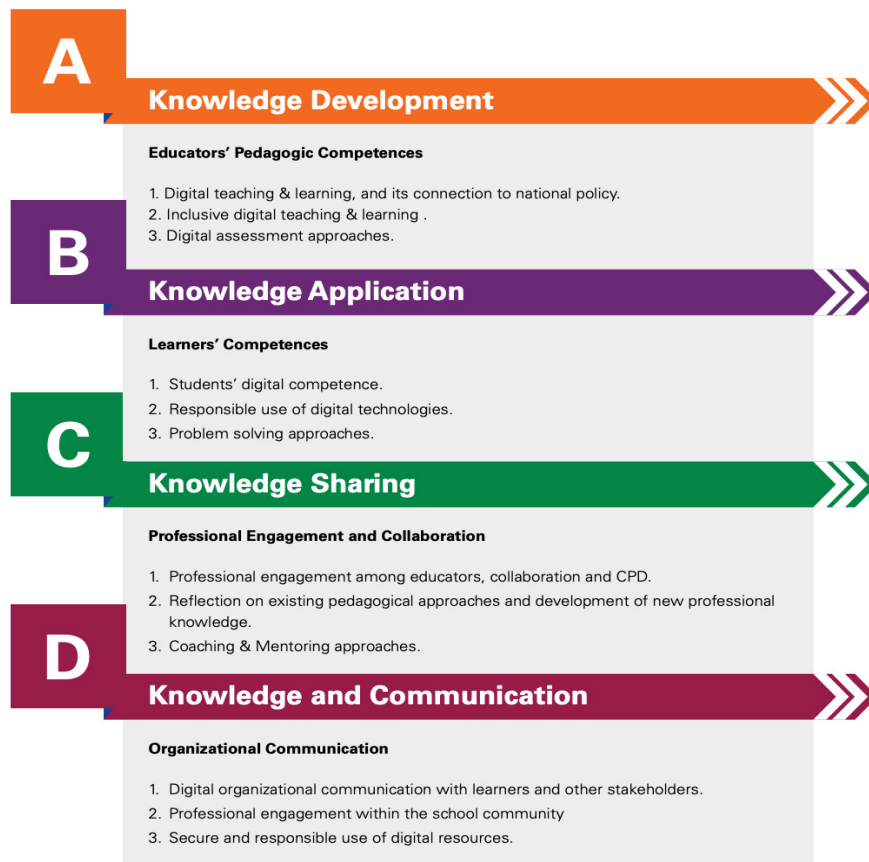 A
Knowledge Development
Educators’ Pedagogic Competences
1. Digital teaching & learning, and its connection to national policy.
2. Inclusive digital teaching & learning .
3. Digital assessment approaches.
B
Knowledge Application
Learners’ Competences
1. Students’ digital competence.
2. Responsible use of digital technologies.
3. Problem solving approaches.
C
Knowledge Sharing
Professional Engagement and Collaboration
1. Professional engagement among educators, collaboration and CPD.
2. Reflection on existing pedagogical approaches and development of new professional
knowledge.
3. Coaching & Mentoring approaches.
D
Knowledge and Communication
Organizational Communication
1. Digital organizational communication with learners and other stakeholders.
2. Professional engagement within the school community
3. Secure and responsible use of digital resources.